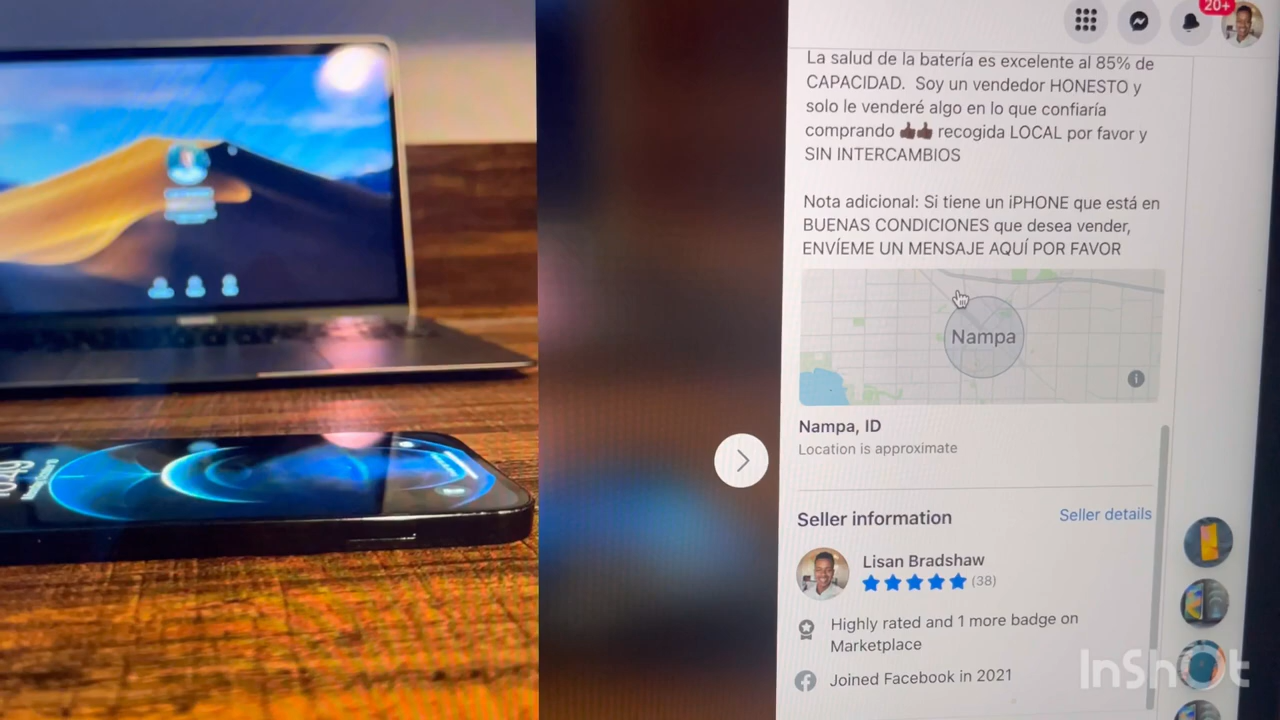 20+
La salud de la batería es excelente al 85% de
CAPACIDAD. Soy un vendedor HONESTO y
solo le venderé algo en lo que confiaría
comprando 👍🏿👍🏿 recogida LOCAL por favor y
SIN INTERCAMBIOS
Nota adicional: Si tiene un iPHONE que está en
BUENAS CONDICIONES que desea vender,
ENVÍEME UN MENSAJE AQUÍ POR FAVOR
Nampa
Nampa, ID
Location is approximate
Seller information
Seller details
Lisan Bradshaw
(38)
Highly rated and 1 more badge on
Marketplace
Joined Facebook in 2021
InShOt